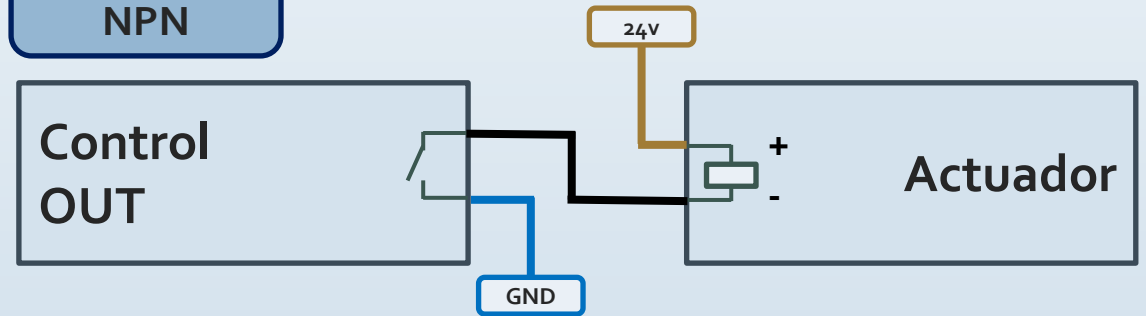 NPN
24v
Control
OUT
+
-
Actuador
GND